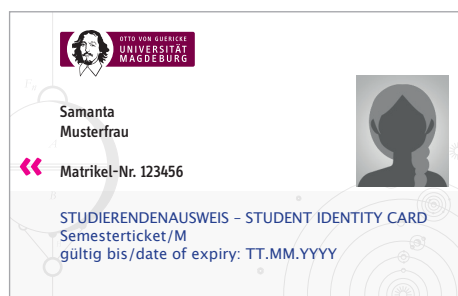 OTTO VON GUERICKE
UNIVERSITÄT
MAGDEBURG
Samanta
Musterfrau
«
Matrikel-Nr. 123456
STUDIERENDENAUSWEIS – STUDENT IDENTITY CARD
Semesterticket/M
gültig bis/date of expiry: TT.MM.YYYY